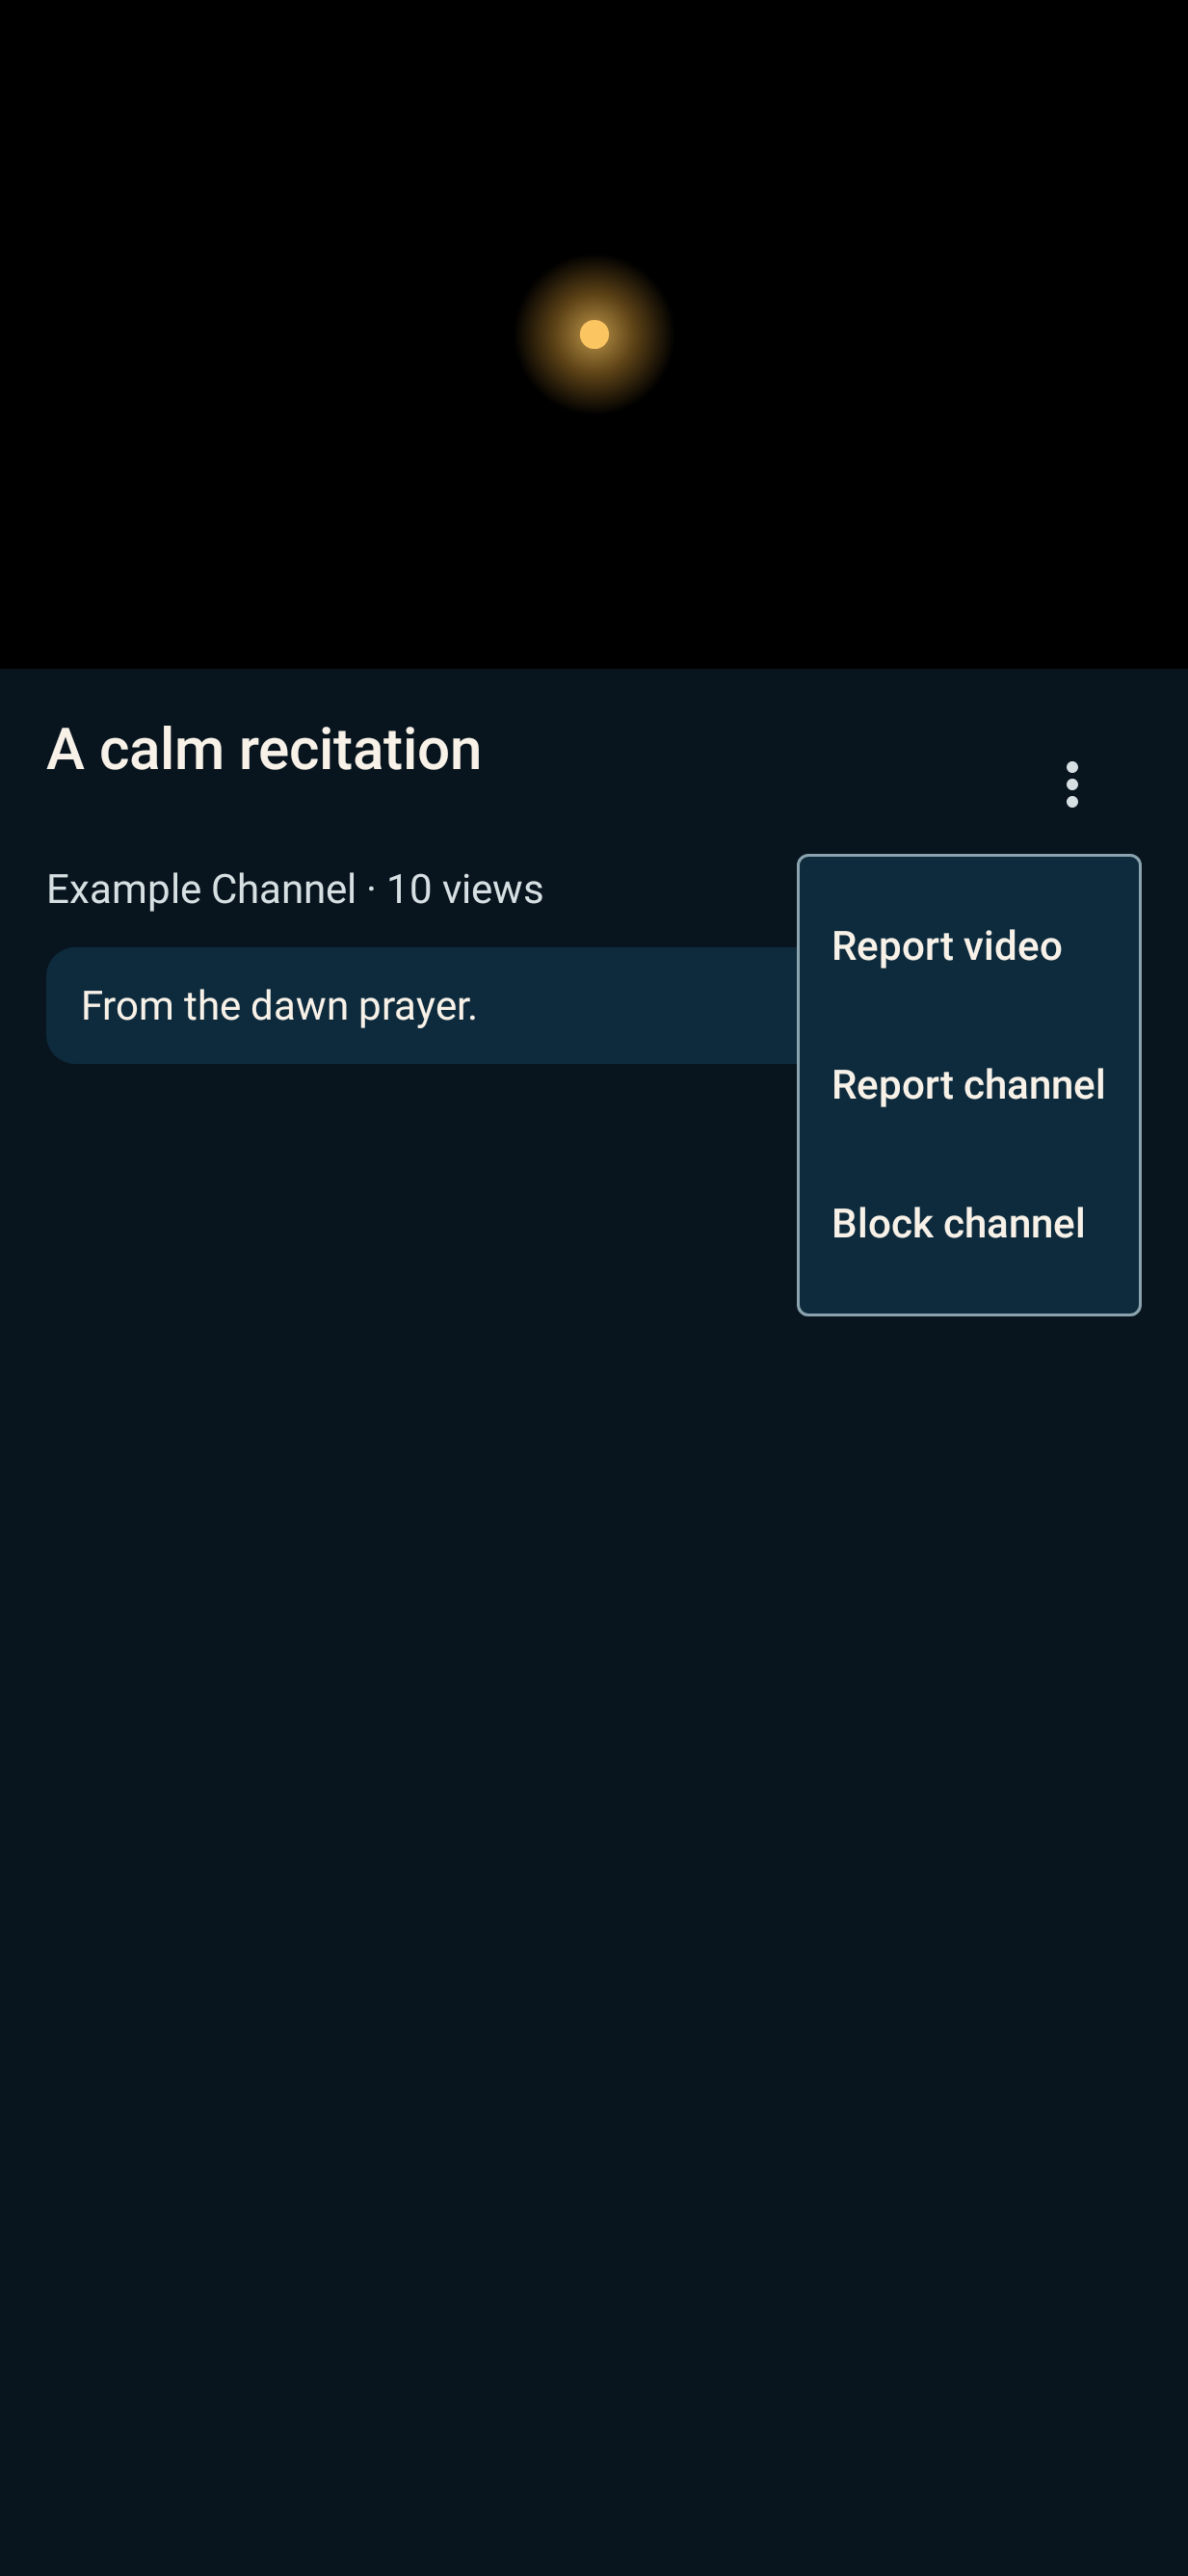 A calm recitation
Example Channel · 10 views
From the dawn prayer.
Report video
Report channel
Block channel